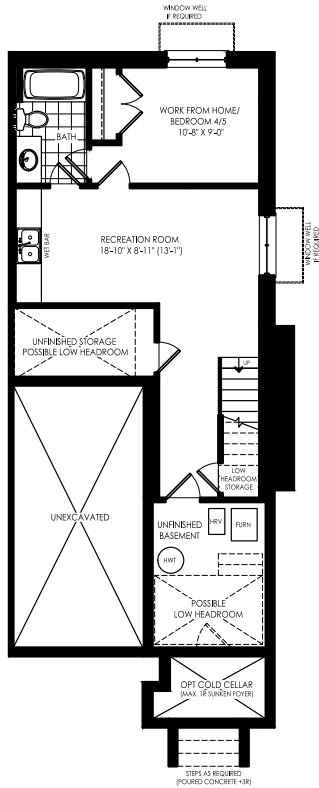 WINDOW WELL
IF REQUIRED
WORK FROM HOME/
BEDROOM 4/5
10'-8" X 9'-0"
BATH
WET BAR
RECREATION ROOM
18'-10" X 8'-11" (13'-1")
WINDOW WELL
IF REQUIRED
UNFINISHED STORAGE
POSSIBLE LOW HEADROOM
UP
LOW
HEADROOM
STORAGE
UNEXCAVATED
UNFINISHED
BASEMENT
HRV
FURN
HWT
POSSIBLE
LOW HEADROOM
OPT COLD CELLAR
(MAX. 1R SUNKEN FOYER)
STEPS AS REQUIRED
(POURED CONCRETE +3R)